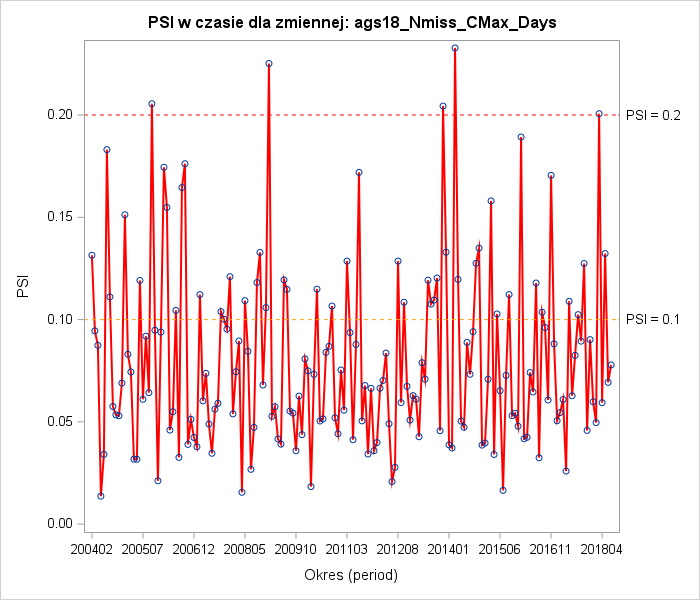 PSI w czasie dla zmiennej: ags18_Nmiss_CMax_Days
PSI
0.20
0.15
0.10
0.05
0.00
PSI = 0.2
PSI = 0.1
200402 200507 200612 200805 200910 201103 201208 201401 201506 201611 201804
Okres (period)